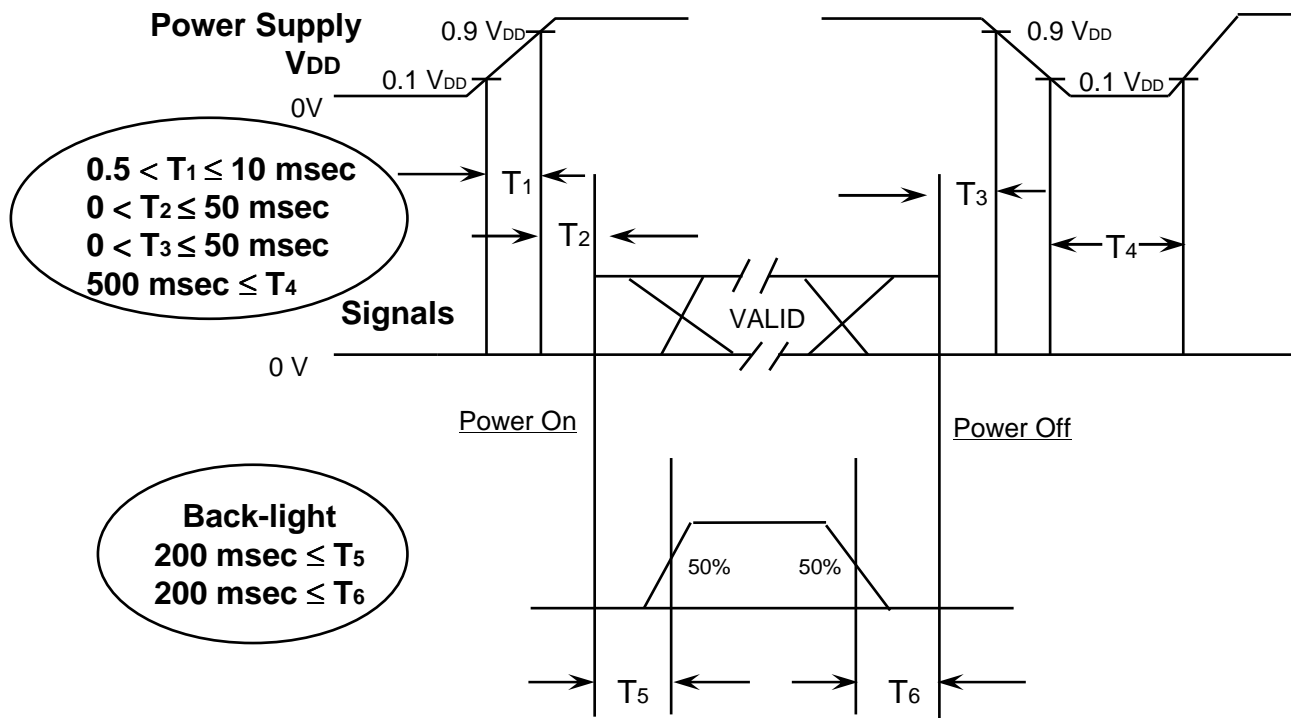 Power Supply
VDD
0.9 VDD
0.1 VDD
0V
0.9 VDD
0.1 VDD
0.5 < T1 ≤ 10 msec
0 < T2 ≤ 50 msec
0 < T3 ≤ 50 msec
500 msec ≤ T4
T1
T2
T3
T4
Signals
VALID
0 V
Power On
Power Off
Back-light
200 msec ≤ T5
200 msec ≤ T6
50%
50%
T5
T6